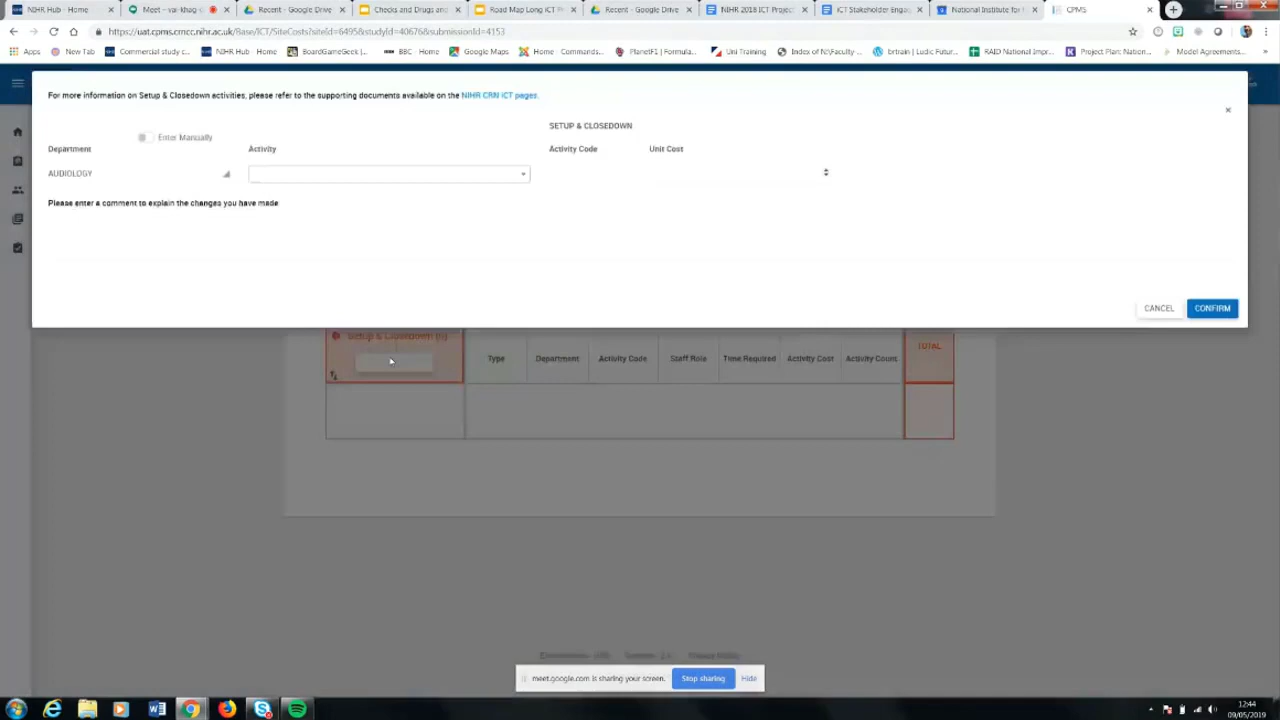 NIHR Hub - Home
Recent - Google Drive
Checks and Drugs and
Road Map Long ICT
Recent - Google Drive
NIHR 2018 ICT Project
ICT Stakeholder Engag
National Institute for
CPMS
https://uat.cpms.crncc.nihr.ac.uk/Base/ICT/SiteCosts?siteId=6495&studyId=40676&submissionId=4153
Apps New Tab Commercial study c... NIHR Hub Home BoardGameGeek |... BBC Home Google Maps Home Commands... PlanetF1 | Formula... Uni Training Index of N:\Faculty ... brtrain | Ludic Futur... RAID National Impr... Project Plan: Nation... Model Agreements...
For more information on Setup & Closedown activities, please refer to the supporting documents available on the NIHR CRN ICT pages.
SETUP & CLOSEDOWN
Enter Manually
Department Activity Activity Code Unit Cost
AUDIOLOGY
Please enter a comment to explain the changes you have made
CANCEL CONFIRM
Setup & Closedown
TOTAL
Type Department Activity Code Staff Role Time Required Activity Cost Activity Count
meet.google.com is sharing your screen. Stop sharing Hide
12:44
09/05/2019